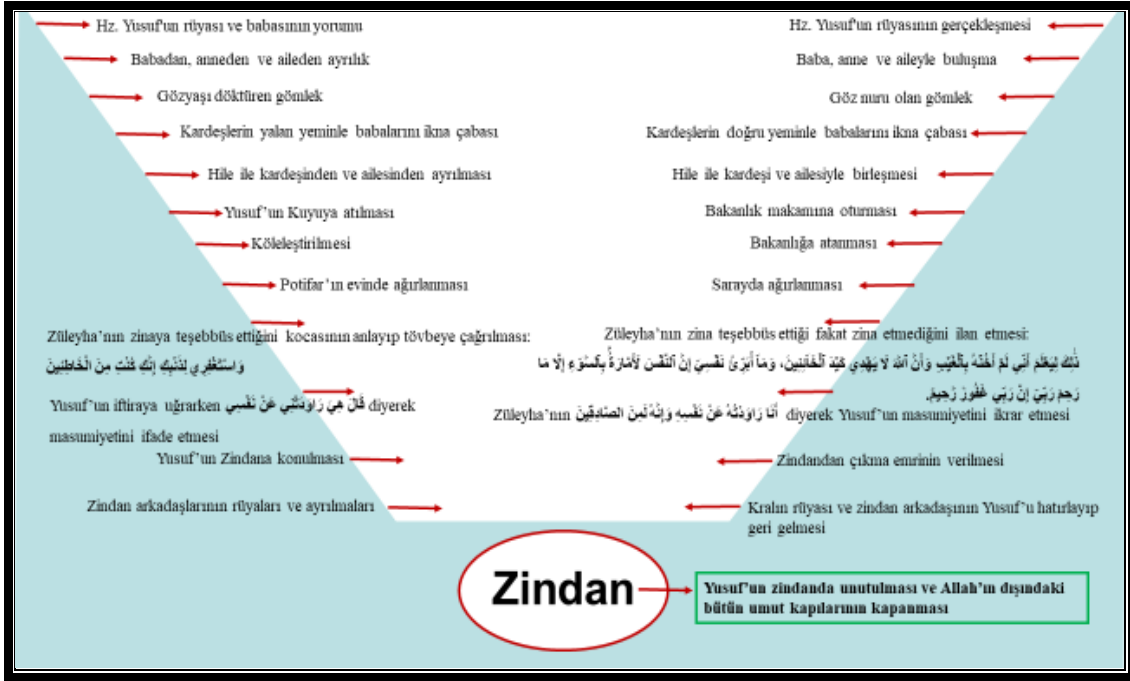 Hz. Yusuf'un rüyası ve babasının yorumu
Babadan, anneden ve aileden ayrılık
Gözyaşı döktüren gömlek
Kardeşlerin yalan yeminle babalarını ikna çabası
Hile ile kardeşinden ve ailesinden ayrılması
Yusuf'un Kuyuya atılması
Köleleştirilmesi
Potifar'ın evinde ağırlanması
Züleyha'nın zinaya teşebbüs ettiğini kocasının anlayıp tövbeye çağrılması:
وَاسْتَغْفِرِي لِذَنْبِكِ إِنَّكِ كُنْتِ مِنَ الْخَاطِئِينَ
Yusuf'un iftiraya uğrarken قَالَ هِيَ رَاوَدَتْنِي عَنْ نَفْسِي diyerek
masumiyetini ifade etmesi
Yusuf'un Zindana konulması
Zindan arkadaşlarının rüyaları ve ayrılmaları
Hz. Yusuf'un rüyasının gerçekleşmesi
Baba, anne ve aileyle buluşma
Göz nuru olan gömlek
Kardeşlerin doğru yeminle babalarını ikna çabası
Hile ile kardeşi ve ailesiyle birleşmesi
Bakanlık makamına oturması
Bakanlığa atanması
Sarayda ağırlanması
Züleyha'nın zina teşebbüs ettiği fakat zina etmediğini ilan etmesi:
ذٰلِكَ لِيَعْلَمَ أَنِّي لَمْ أَخُنْهُ بِالْغَيْبِ وَأَنَّ اللّٰهَ لَا يَهْدِي كَيْدَ الْخَائِنِينَ، وَمَا أُبَرِّئُ نَفْسِي إِنَّ النَّفْسَ لَأَمَّارَةٌ بِالسُّوءِ إِلَّا مَا
رَحِمَ رَبِّي إِنَّ رَبِّي غَفُورٌ رَحِيمٌ.
Züleyha'nın أَنَا رَاوَدْتُهُ عَنْ نَفْسِهِ وَإِنَّهُ لَمِنَ الصَّادِقِينَ diyerek Yusuf'un masumiyetini ikrar etmesi
Zindandan çıkma emrinin verilmesi
Kralın rüyası ve zindan arkadaşının Yusuf'u hatırlayıp
geri gelmesi
Zindan
Yusuf'un zindanda unutulması ve Allah'ın dışındaki
bütün umut kapılarının kapanması